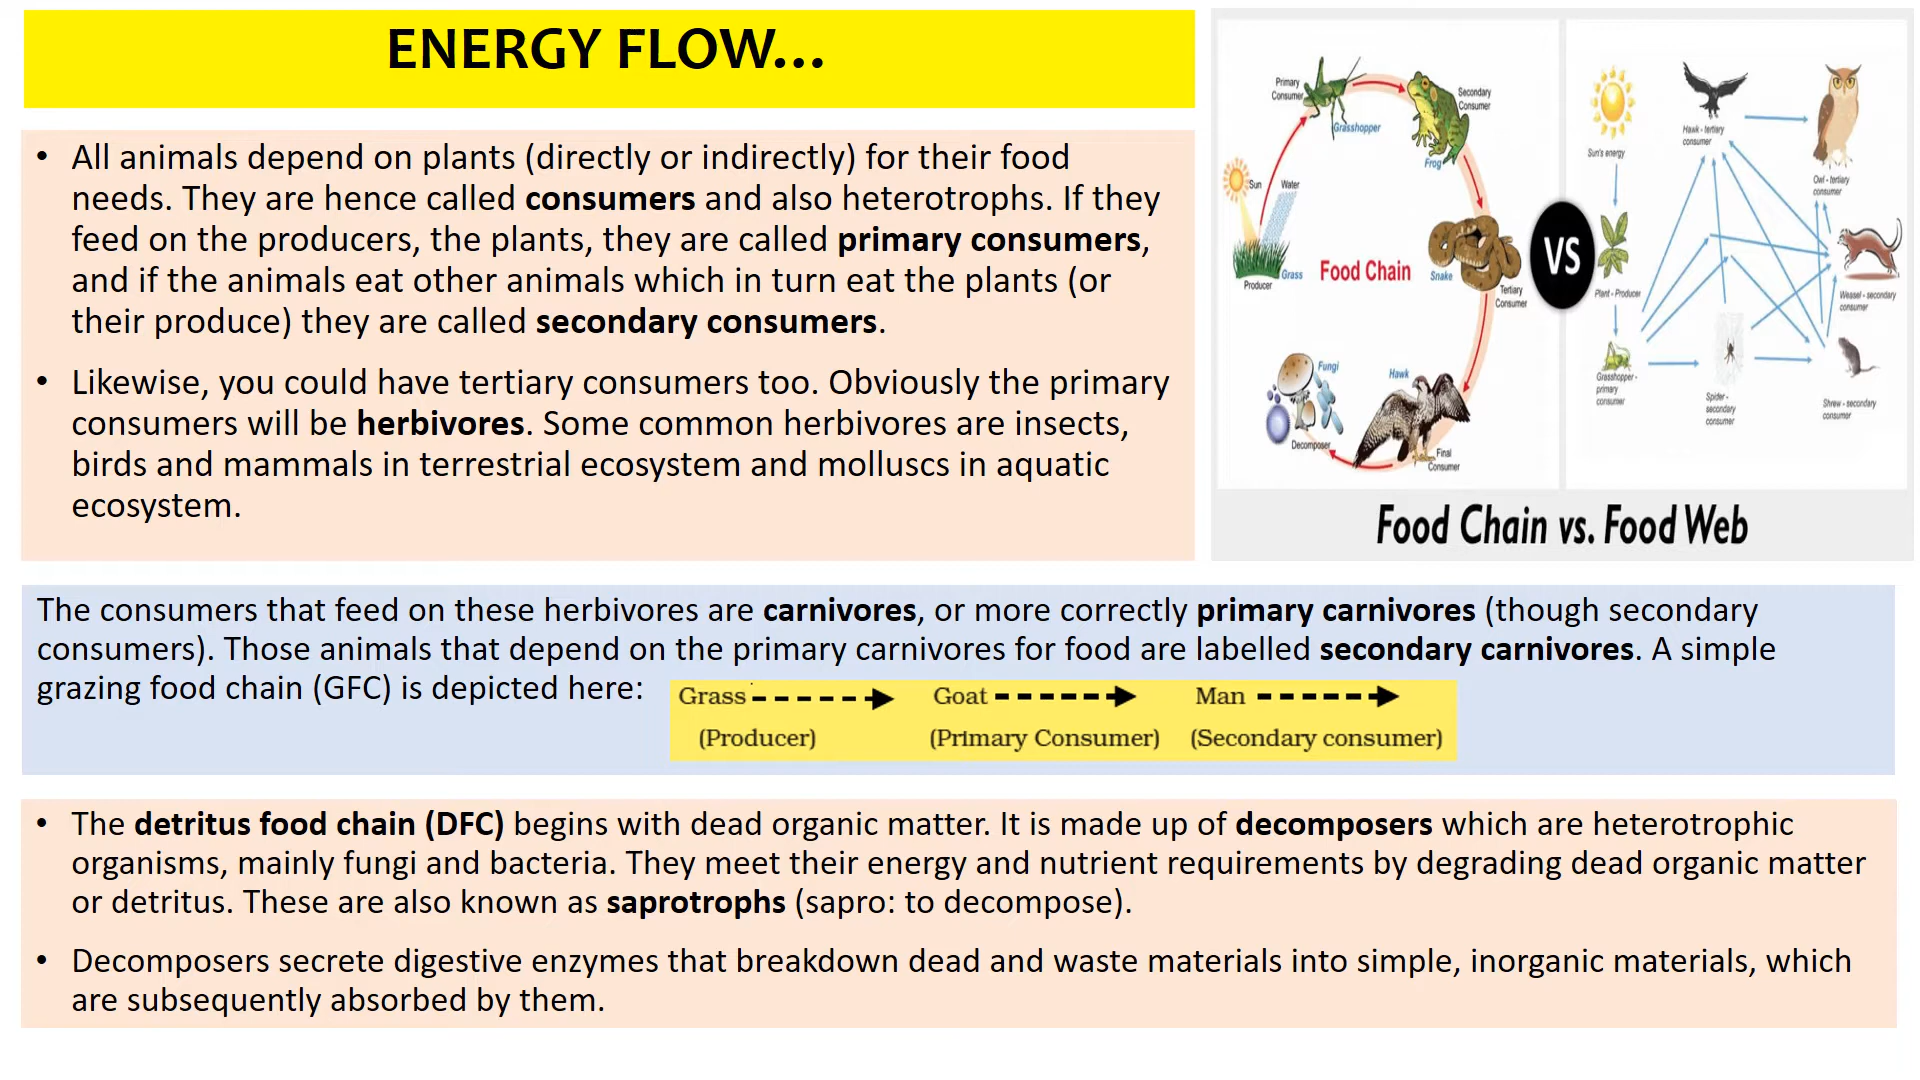 ENERGY FLOW...
• All animals depend on plants (directly or indirectly) for their food
needs. They are hence called consumers and also heterotrophs. If they
feed on the producers, the plants, they are called primary consumers,
and if the animals eat other animals which in turn eat the plants (or
their produce) they are called secondary consumers.
• Likewise, you could have tertiary consumers too. Obviously the primary
consumers will be herbivores. Some common herbivores are insects,
birds and mammals in terrestrial ecosystem and molluscs in aquatic
ecosystem.
Primary
Consumer
Grasshopper
Secondary
Consumer
Frog
Sun
Water
Grass
Producer
Food Chain
Snake
Tertiary
Consumer
Fungi
Hawk
Decomposer
Final
Consumer
VS
Sun's energy
Hawk - tertiary
consumer
Owl - tertiary
consumer
Plant - Producer
Weasel - secondary
consumer
Grasshopper -
primary
consumer
Spider -
secondary
consumer
Shrew - secondary
consumer
Food Chain vs. Food Web
The consumers that feed on these herbivores are carnivores, or more correctly primary carnivores (though secondary
consumers). Those animals that depend on the primary carnivores for food are labelled secondary carnivores. A simple
grazing food chain (GFC) is depicted here:
Grass Goat Man
(Producer) (Primary Consumer) (Secondary consumer)
• The detritus food chain (DFC) begins with dead organic matter. It is made up of decomposers which are heterotrophic
organisms, mainly fungi and bacteria. They meet their energy and nutrient requirements by degrading dead organic matter
or detritus. These are also known as saprotrophs (sapro: to decompose).
• Decomposers secrete digestive enzymes that breakdown dead and waste materials into simple, inorganic materials, which
are subsequently absorbed by them.